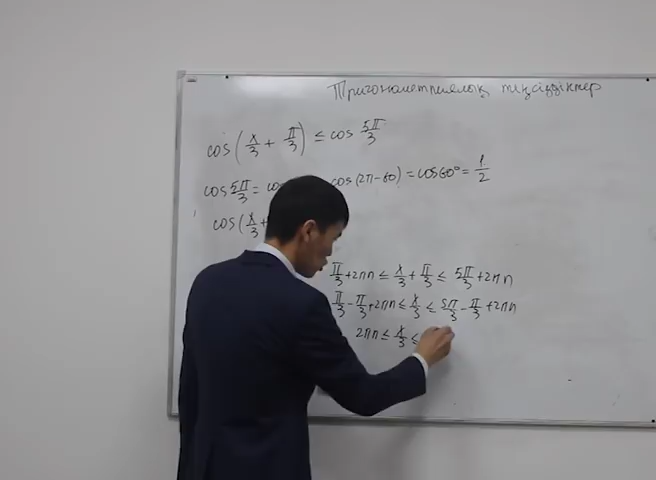 Тригонометриялық теңсіздіктер
cos(x/3 + π/3) ≤ cos 5π/3
cos 5π/3 = cos(2π-60) = cos60° = 1/2
cos(x/3 +
π/3 + 2πn ≤ x/3 + π/3 ≤ 5π/3 + 2πn
π/3 - π/3 + 2πn ≤ x/3 ≤ 5π/3 - π/3 + 2πn
2πn ≤ x/3 ≤